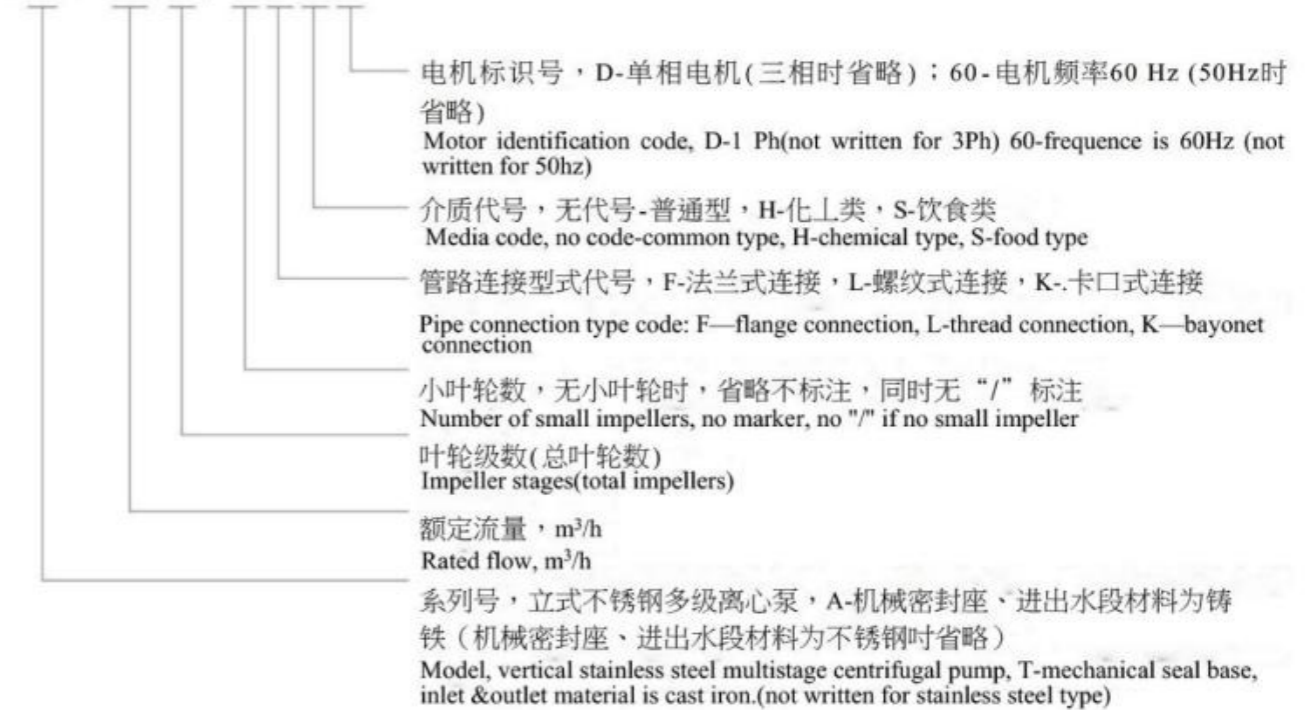 电机标识号，D-单相电机(三相时省略)；60-电机频率60 Hz (50Hz时
省略)
Motor identification code, D-1 Ph(not written for 3Ph) 60-frequence is 60Hz (not
written for 50hz)
介质代号，无代号-普通型，H-化丄类，S-饮食类
Media code, no code-common type, H-chemical type, S-food type
管路连接型式代号，F-法兰式连接，L-螺纹式连接，K-.卡口式连接
Pipe connection type code: F—flange connection, L-thread connection, K—bayonet
connection
小叶轮数，无小叶轮时，省略不标注，同时无“/”标注
Number of small impellers, no marker, no "/" if no small impeller
叶轮级数(总叶轮数)
Impeller stages(total impellers)
额定流量，m³/h
Rated flow, m³/h
系列号，立式不锈钢多级离心泵，A-机械密封座、进出水段材料为铸
铁（机械密封座、进出水段材料为不锈钢吋省略）
Model, vertical stainless steel multistage centrifugal pump, T-mechanical seal base,
inlet &outlet material is cast iron.(not written for stainless steel type)